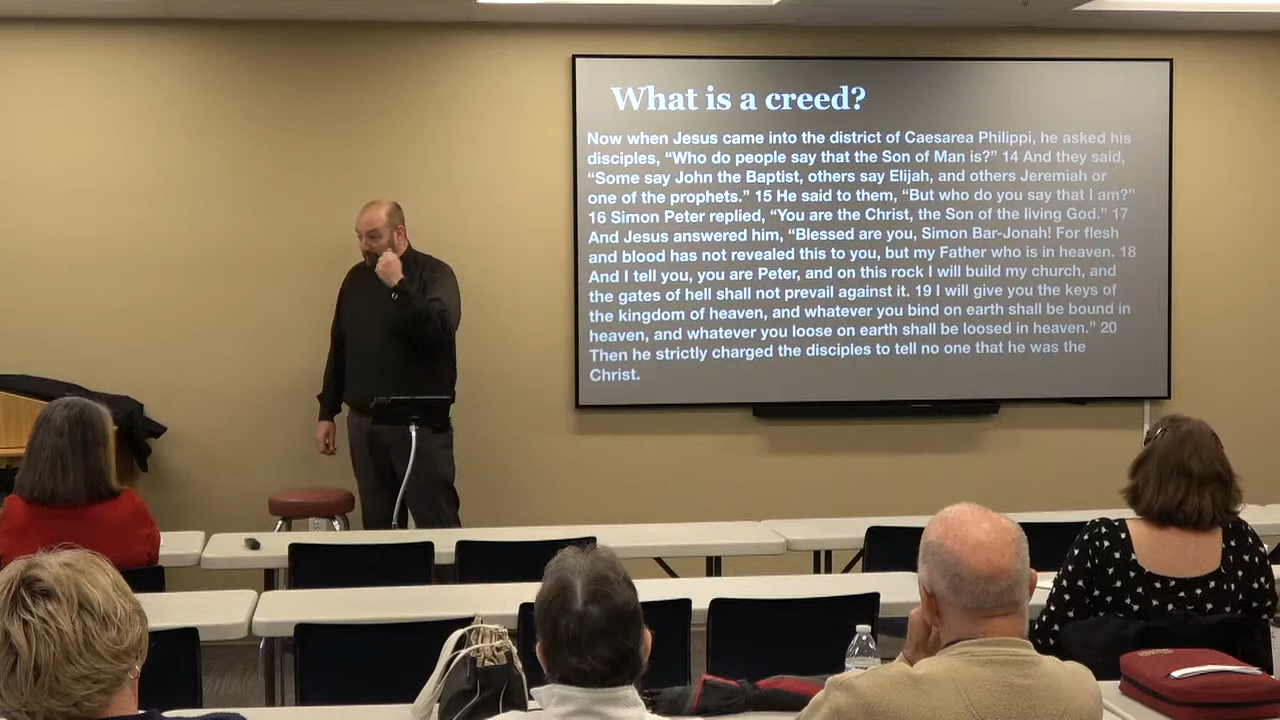 What is a creed?
Now when Jesus came into the district of Caesarea Philippi, he asked his
disciples, “Who do people say that the Son of Man is?” 14 And they said,
“Some say John the Baptist, others say Elijah, and others Jeremiah or
one of the prophets.” 15 He said to them, “But who do you say that I am?”
16 Simon Peter replied, “You are the Christ, the Son of the living God.” 17
And Jesus answered him, “Blessed are you, Simon Bar-Jonah! For flesh
and blood has not revealed this to you, but my Father who is in heaven. 18
And I tell you, you are Peter, and on this rock I will build my church, and
the gates of hell shall not prevail against it. 19 I will give you the keys of
the kingdom of heaven, and whatever you bind on earth shall be bound in
heaven, and whatever you loose on earth shall be loosed in heaven.” 20
Then he strictly charged the disciples to tell no one that he was the
Christ.